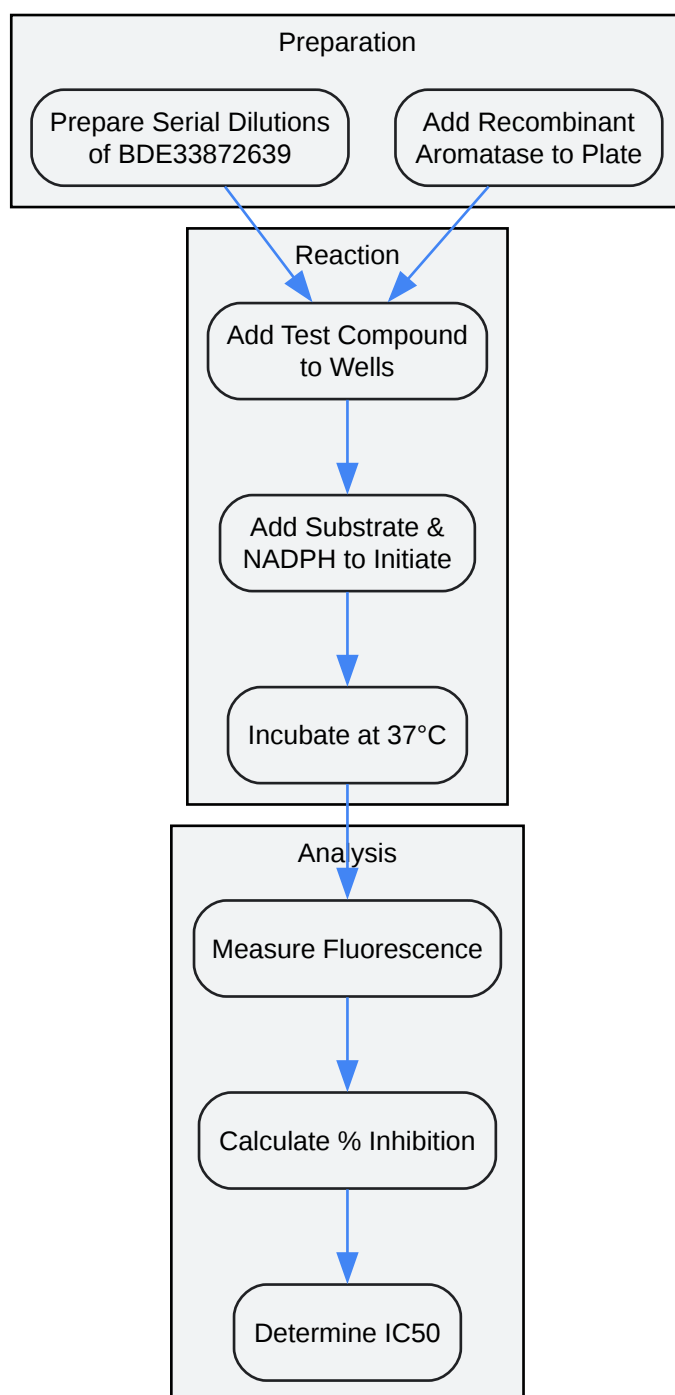 Preparation
Prepare Serial Dilutions
of BDE33872639
Add Recombinant
Aromatase to Plate
Reaction
Add Test Compound
to Wells
Add Substrate &
NADPH to Initiate
Incubate at 37°C
Analysis
Measure Fluorescence
Calculate % Inhibition
Determine IC50